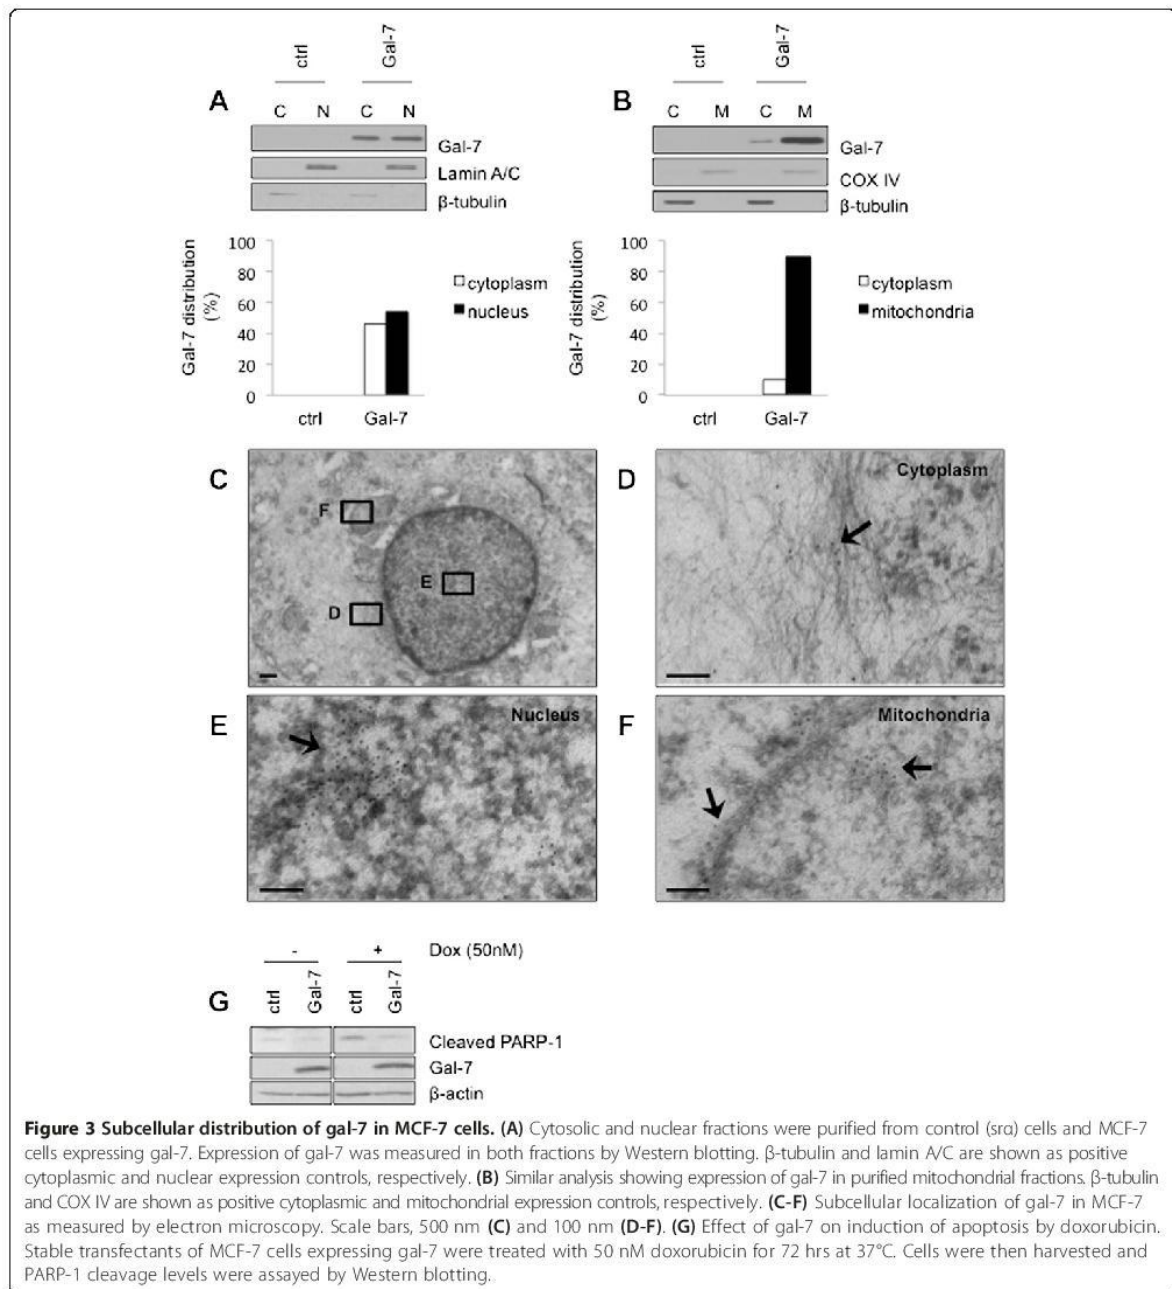 ctrl
Gal-7
A
C N C N
Gal-7
Lamin A/C
β-tubulin
ctrl
Gal-7
B
C M C M
Gal-7
COX IV
β-tubulin
Gal-7 distribution
(%)
100
80
60
40
20
0
cytoplasm
nucleus
ctrl Gal-7
Gal-7 distribution
(%)
100
80
60
40
20
0
cytoplasm
mitochondria
ctrl Gal-7
C
F
E
D
D
Cytoplasm
E
Nucleus
F
Mitochondria
- + Dox (50nM)
G
ctrl Gal-7 ctrl Gal-7
Cleaved PARP-1
Gal-7
β-actin
Figure 3 Subcellular distribution of gal-7 in MCF-7 cells. (A) Cytosolic and nuclear fractions were purified from control (srα) cells and MCF-7
cells expressing gal-7. Expression of gal-7 was measured in both fractions by Western blotting. β-tubulin and lamin A/C are shown as positive
cytoplasmic and nuclear expression controls, respectively. (B) Similar analysis showing expression of gal-7 in purified mitochondrial fractions. β-tubulin
and COX IV are shown as positive cytoplasmic and mitochondrial expression controls, respectively. (C-F) Subcellular localization of gal-7 in MCF-7
as measured by electron microscopy. Scale bars, 500 nm (C) and 100 nm (D-F). (G) Effect of gal-7 on induction of apoptosis by doxorubicin.
Stable transfectants of MCF-7 cells expressing gal-7 were treated with 50 nM doxorubicin for 72 hrs at 37°C. Cells were then harvested and
PARP-1 cleavage levels were assayed by Western blotting.